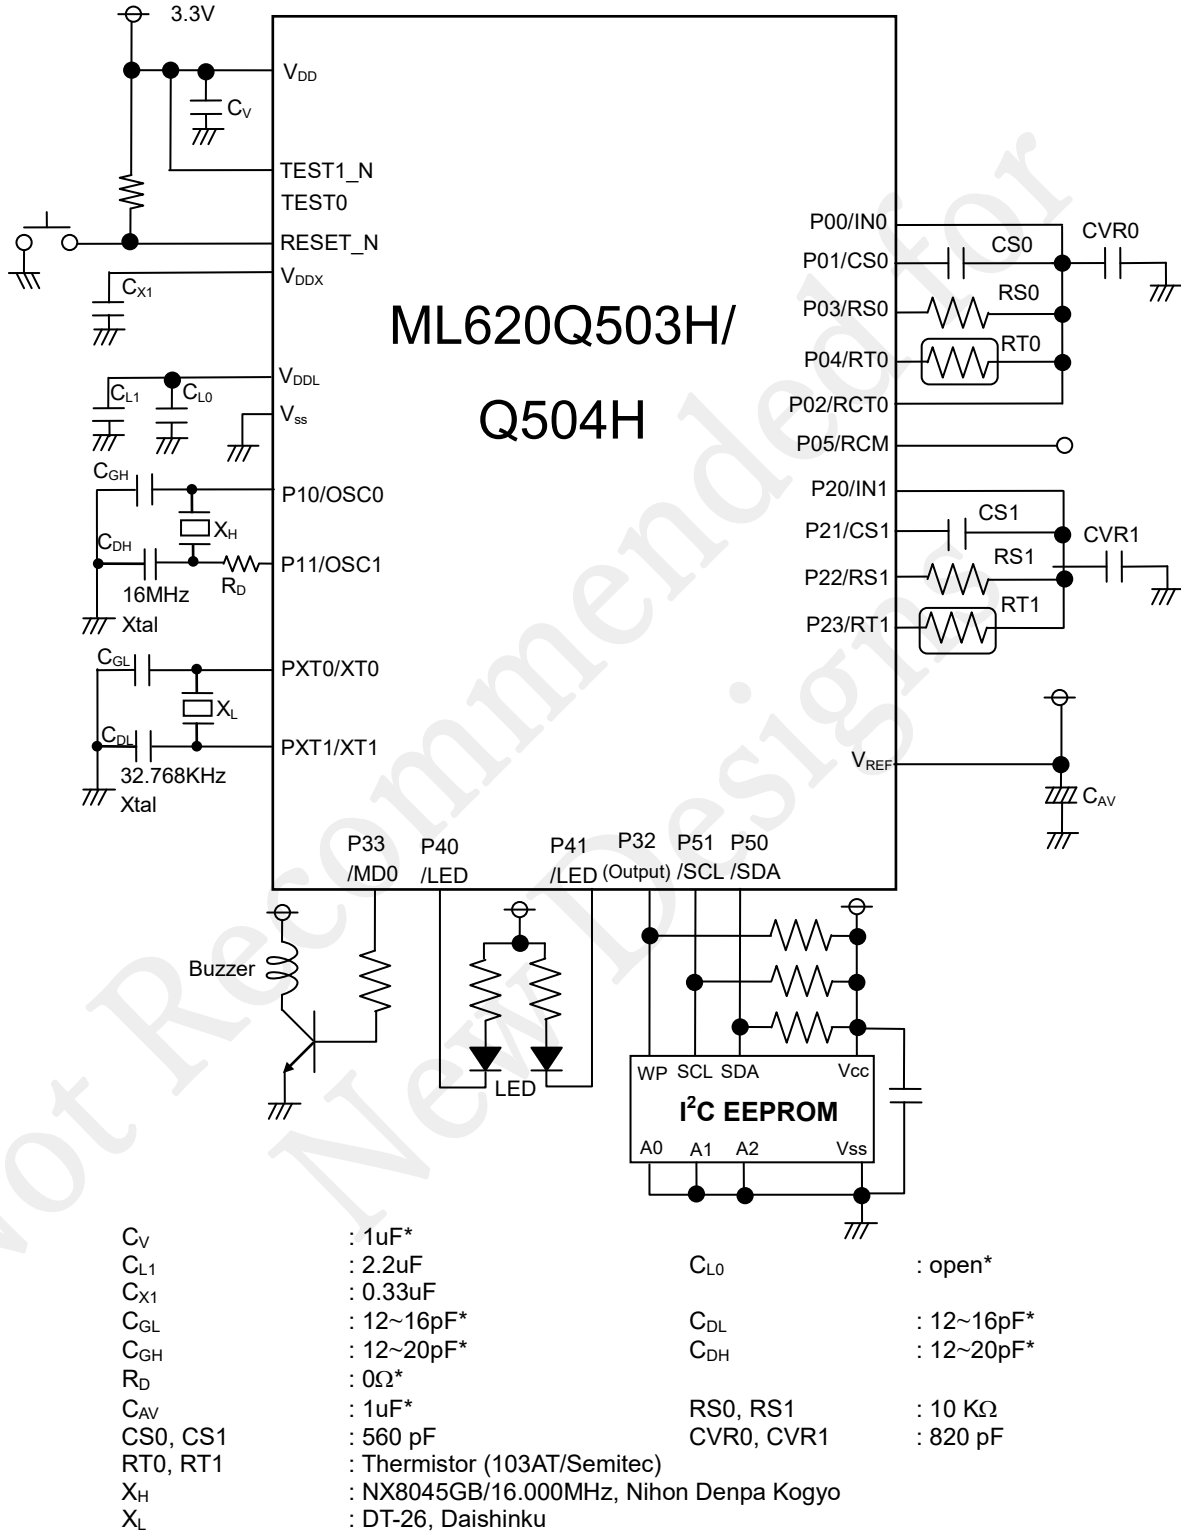 3.3V
VDD
CV
TEST1_N
TEST0
RESET_N
VDDX
CX1
ML620Q503H/
Q504H
VDDL
CL1 CL0
Vss
CGH
P10/OSC0
XH
CDH
P11/OSC1
RD
16MHz
Xtal
CGL
PXT0/XT0
XL
CDL
PXT1/XT1
32.768KHz
Xtal
P00/IN0
CVR0
CS0
P01/CS0
RS0
P03/RS0
RT0
P04/RT0
P02/RCT0
P05/RCM
P20/IN1
CS1
P21/CS1
CVR1
RS1
P22/RS1
RT1
P23/RT1
VREF
CAV
P33 P40 P41 P32 P51 P50
/MD0 /LED /LED (Output) /SCL /SDA
Buzzer
LED
WP SCL SDA Vcc
I²C EEPROM
A0 A1 A2 Vss
CV : 1uF*
CL1 : 2.2uF CL0 : open*
CX1 : 0.33uF
CGL : 12~16pF* CDL : 12~16pF*
CGH : 12~20pF* CDH : 12~20pF*
RD : 0Ω*
CAV : 1uF* RS0, RS1 : 10 KΩ
CS0, CS1 : 560 pF CVR0, CVR1 : 820 pF
RT0, RT1 : Thermistor (103AT/Semitec)
XH : NX8045GB/16.000MHz, Nihon Denpa Kogyo
XL : DT-26, Daishinku
Not Recommended for
New Designs